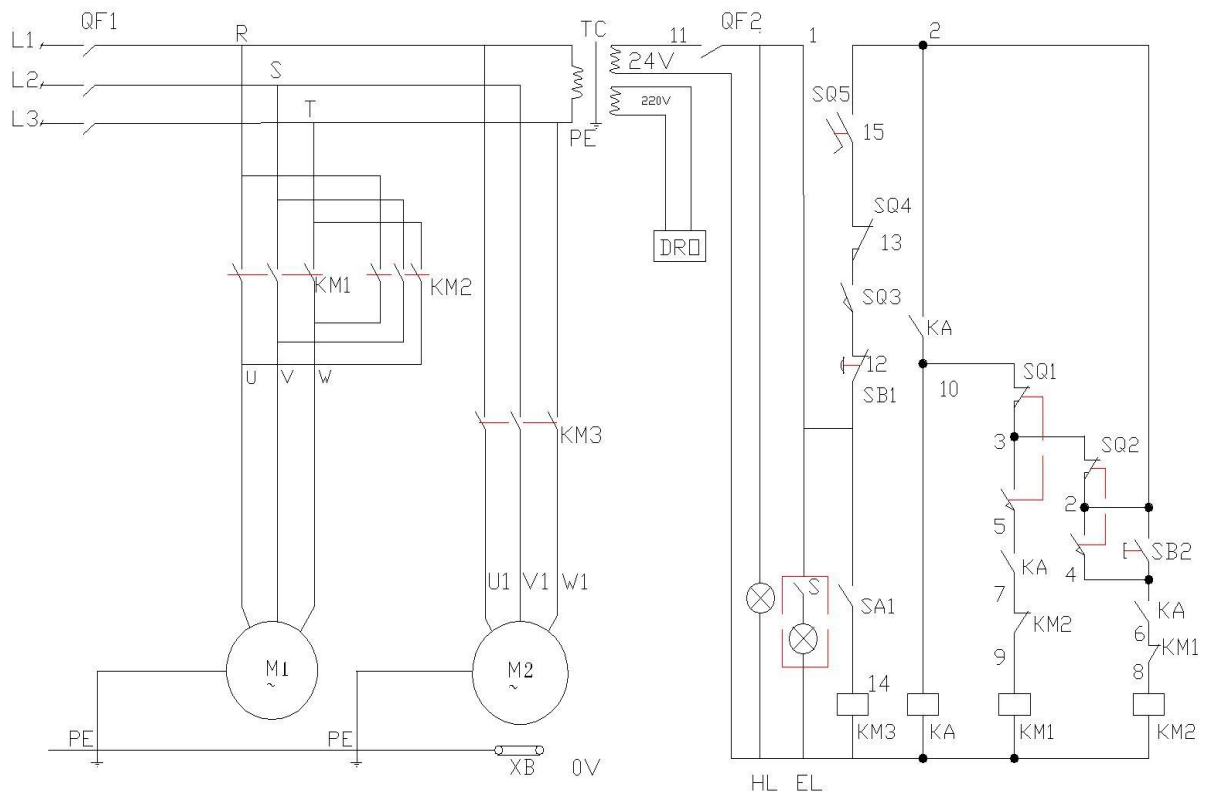 QF1 R TC 11 QF2 1 2
L1
24V
S
L2
SQ5
220V
L3 T
PE 15
SQ4
13
DRO
KM1 KM2 SQ3
KA
12
U V W 10 SQ1
SB1
KM3 3
SQ2
2
5
SB2
4
U1 V1 W1 S SA1 KA
7 KA
KM2 6
KM1
9
8
M1 M2
~ ~
14
KM3 KA KM1 KM2
PE PE
XB 0V
HL EL